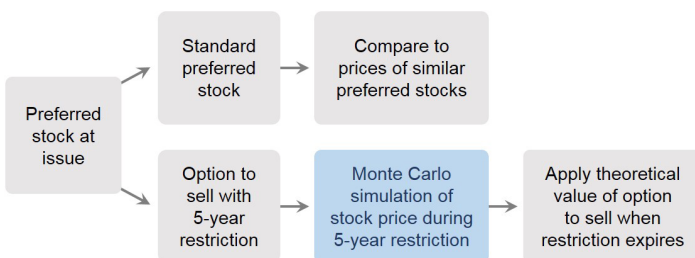 Preferred
stock at
issue
Standard
preferred
stock
Compare to
prices of similar
preferred stocks
Option to
sell with
5-year
restriction
Monte Carlo
simulation of
stock price during
5-year restriction
Apply theoretical
value of option
to sell when
restriction expires